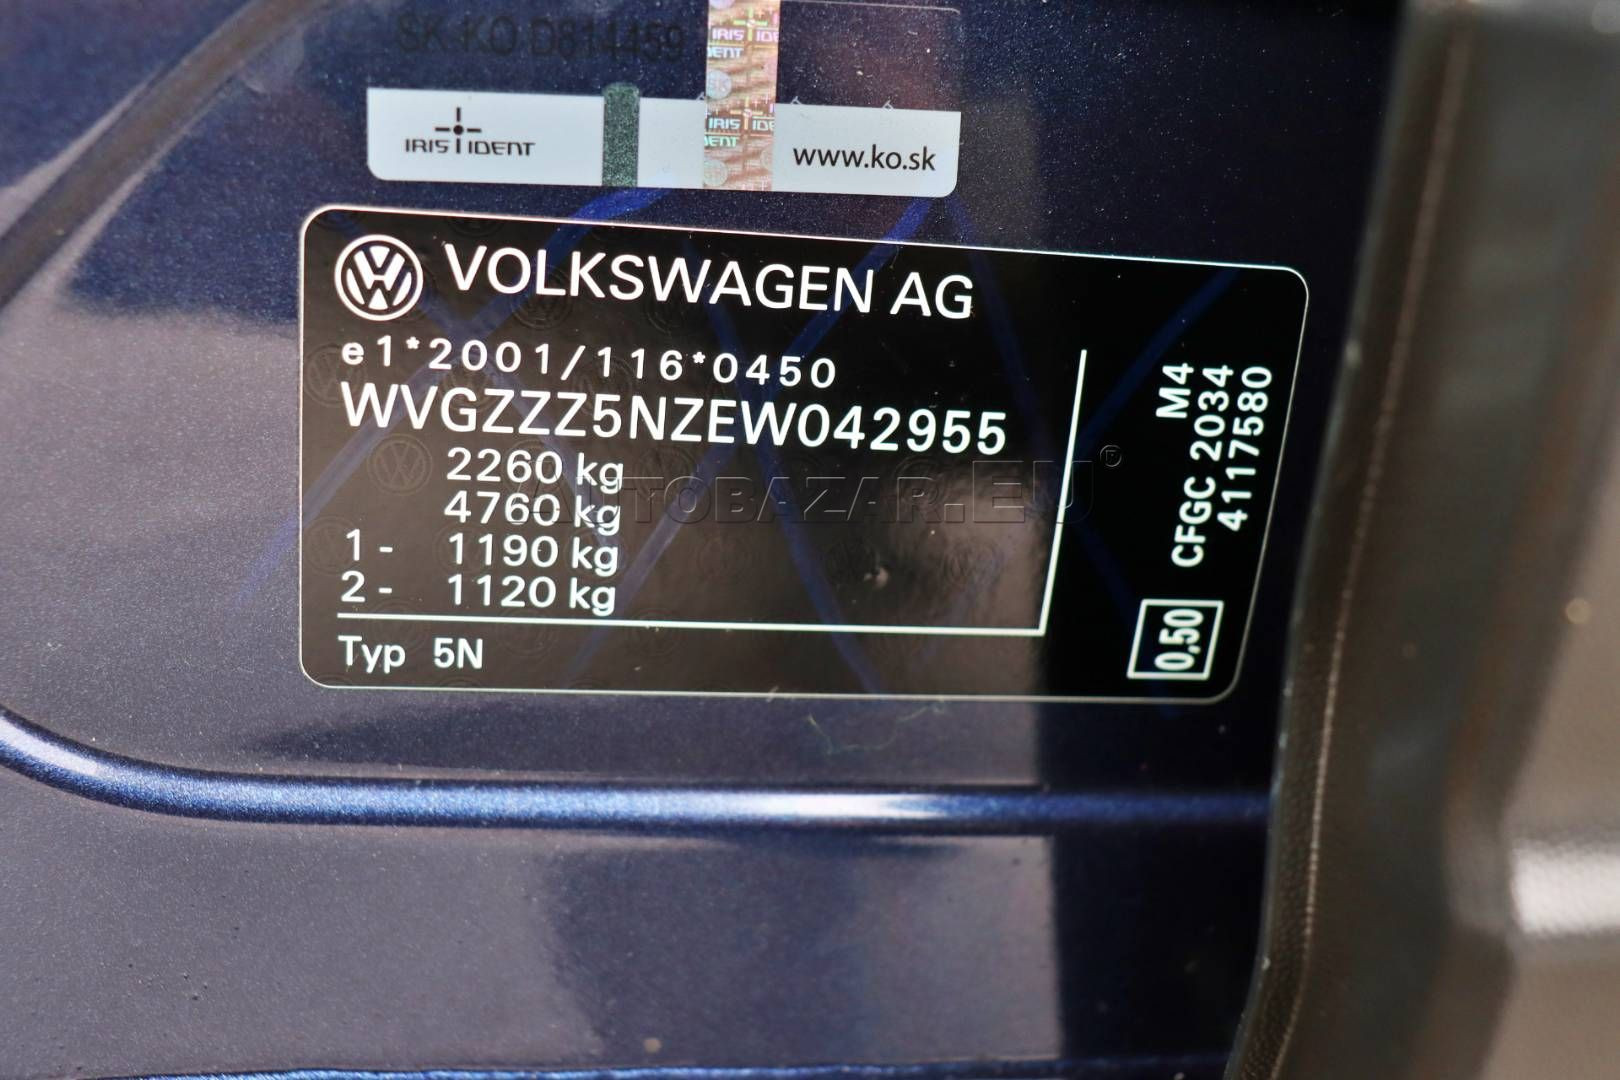 SK-KO D814459
IRIS IDENT
IRIS IDENT
www.ko.sk
VOLKSWAGEN AG
e1*2001/116*0450
WVGZZZ5NZEW042955
2260 kg
4760 kg
1- 1190 kg
2- 1120 kg
Typ 5N
M4
CFGC 2034
4117580
0,50
AUTOBAZAR.EU®